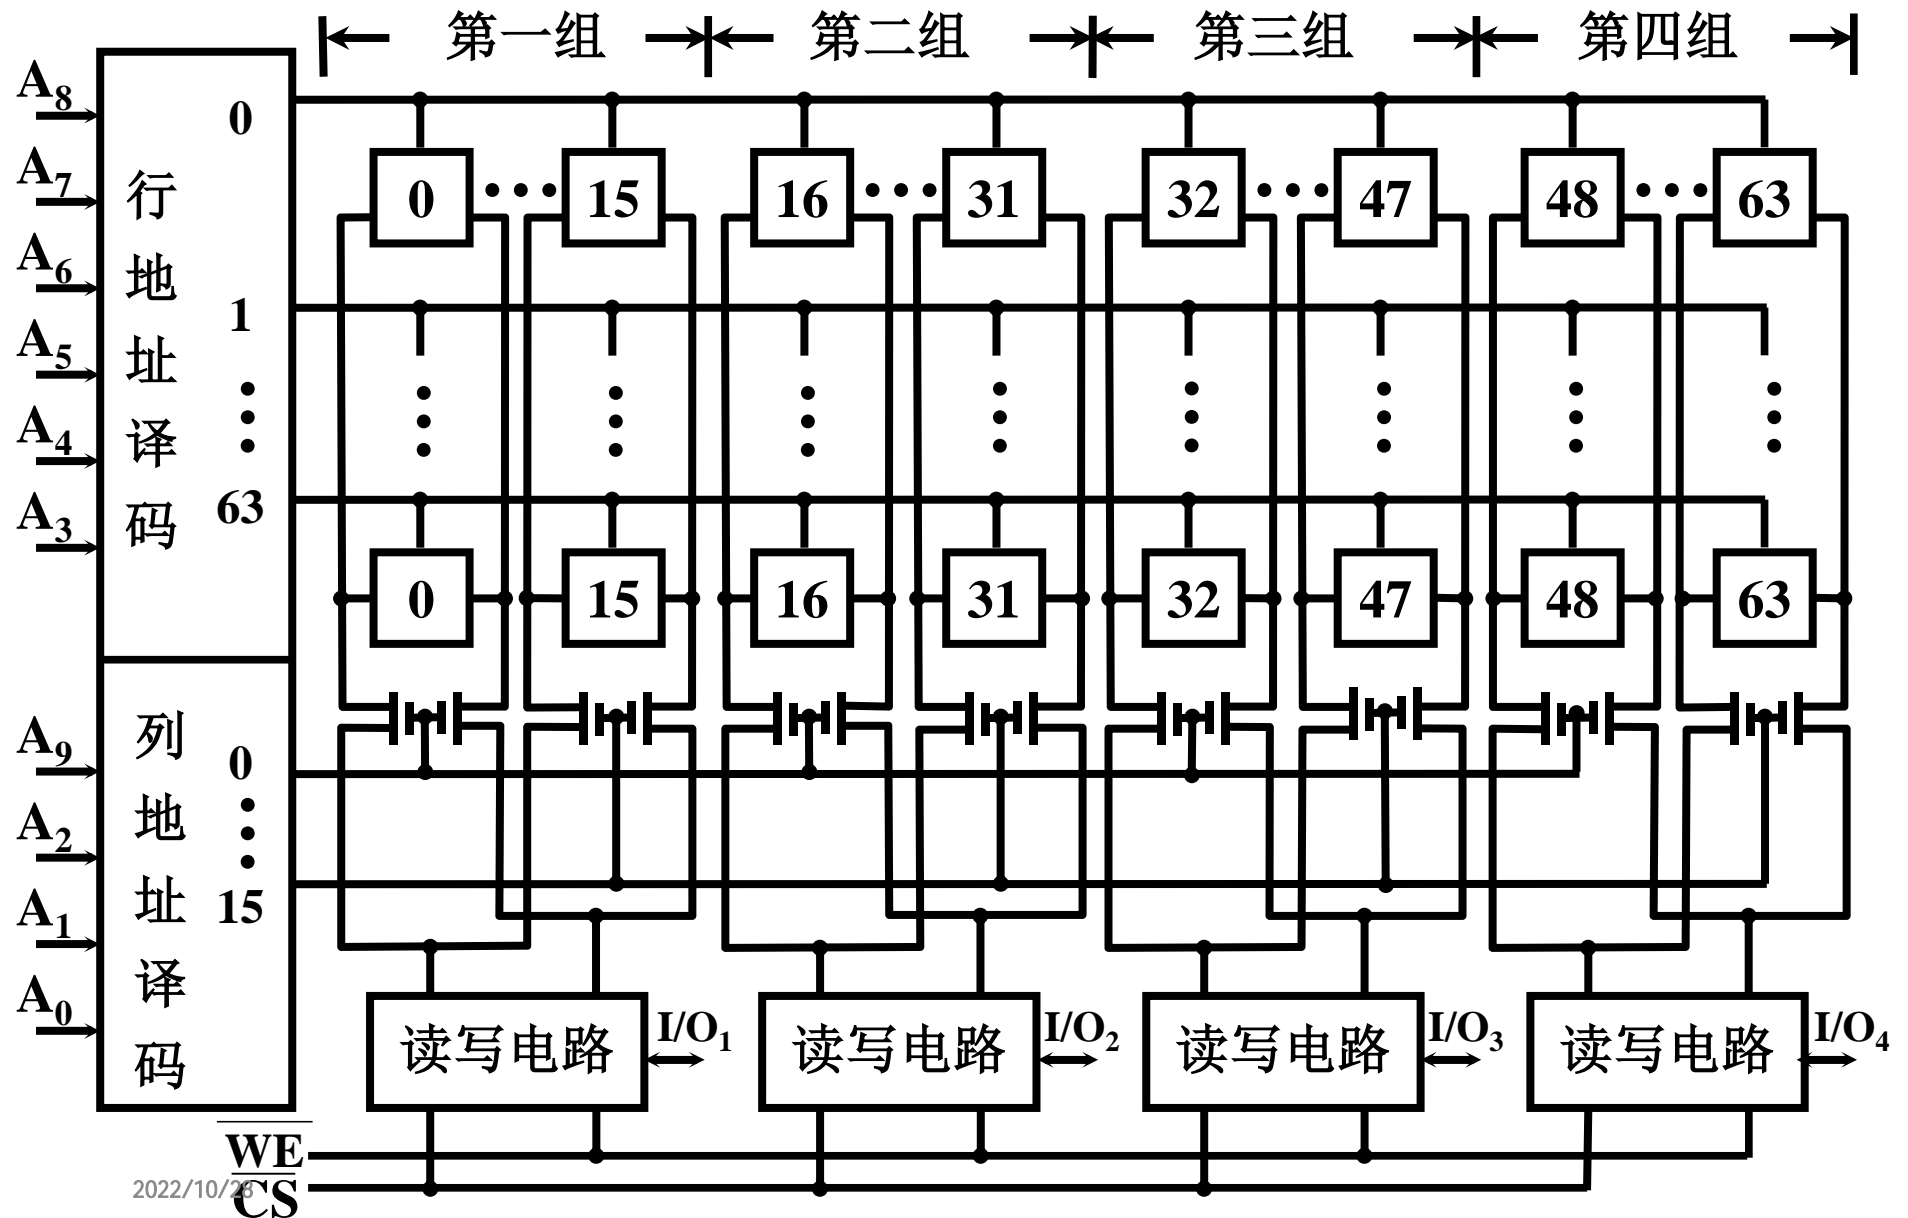 第一组 第二组 第三组 第四组
A8
0
A7
0 ••• 15 16 ••• 31 32 ••• 47 48 ••• 63
A6
1
A5
A4
63
A3
行地址译码
0 15 16 31 32 47 48 63
A9
0
A2
15
A1
A0
列地址译码
读写电路 I/O1 读写电路 I/O2 读写电路 I/O3 读写电路 I/O4
WE
CS
2022/10/28